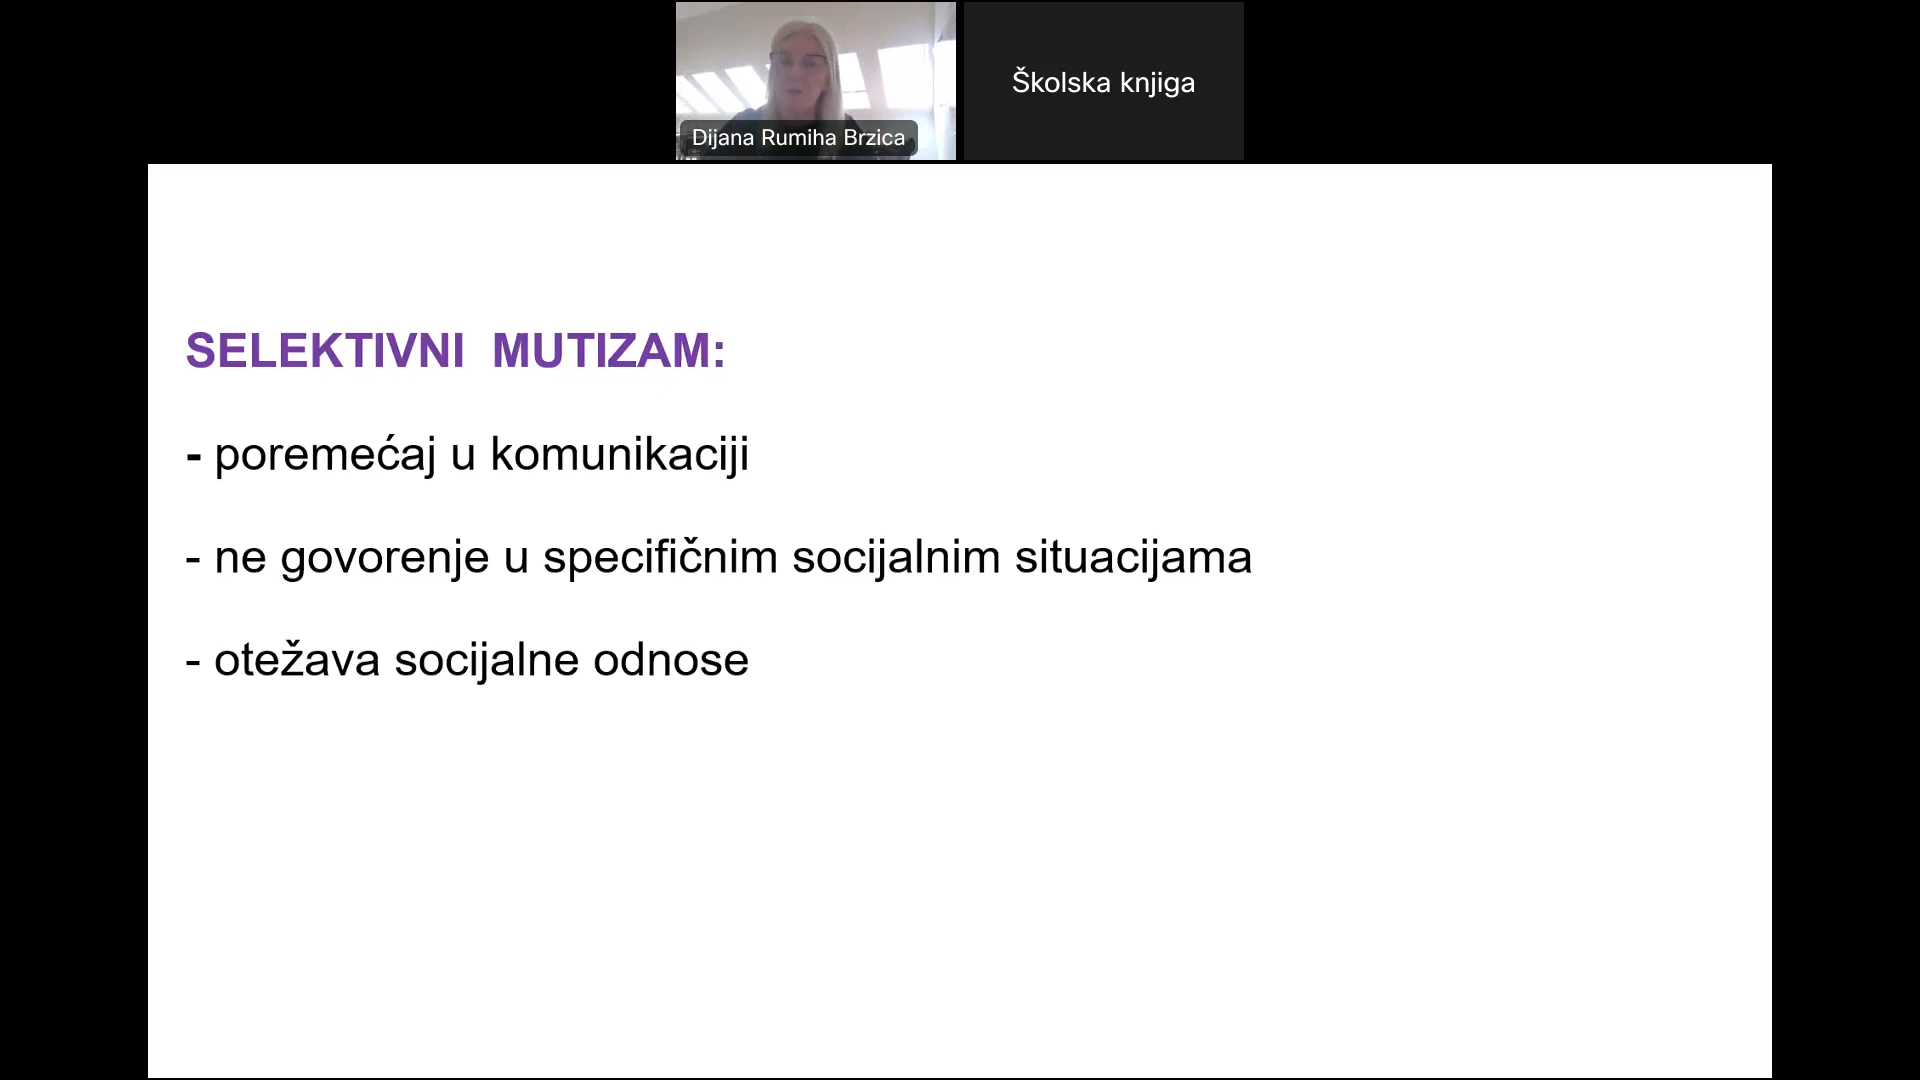 Dijana Rumiha Brzica
Školska knjiga
SELEKTIVNI  MUTIZAM:
- poremećaj u komunikaciji
- ne govorenje u specifičnim socijalnim situacijama
- otežava socijalne odnose